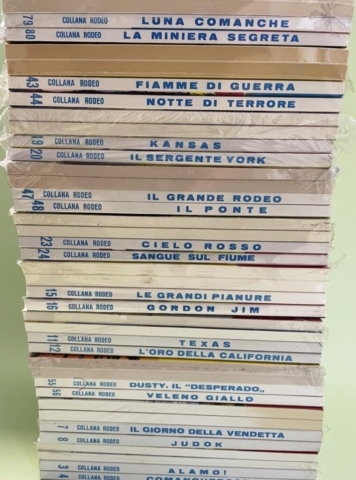 79 COLLANA RODEO LUNA COMANCHE
80 COLLANA RODEO LA MINIERA SEGRETA
43 COLLANA RODEO FIAMME DI GUERRA
44 COLLANA RODEO NOTTE DI TERRORE
19 COLLANA RODEO KANSAS
20 COLLANA RODEO IL SERGENTE YORK
47 COLLANA RODEO IL GRANDE RODEO
48 COLLANA RODEO IL PONTE
23 COLLANA RODEO CIELO ROSSO
24 COLLANA RODEO SANGUE SUL FIUME
15 COLLANA RODEO LE GRANDI PIANURE
16 COLLANA RODEO GORDON JIM
11 COLLANA RODEO TEXAS
12 COLLANA RODEO L'ORO DELLA CALIFORNIA
55 COLLANA RODEO DUSTY, IL "DESPERADO„
56 COLLANA RODEO VELENO GIALLO
7 COLLANA RODEO IL GIORNO DELLA VENDETTA
8 COLLANA RODEO JUDOK
3 COLLANA RODEO ALAMO!
4 COLLANA RODEO